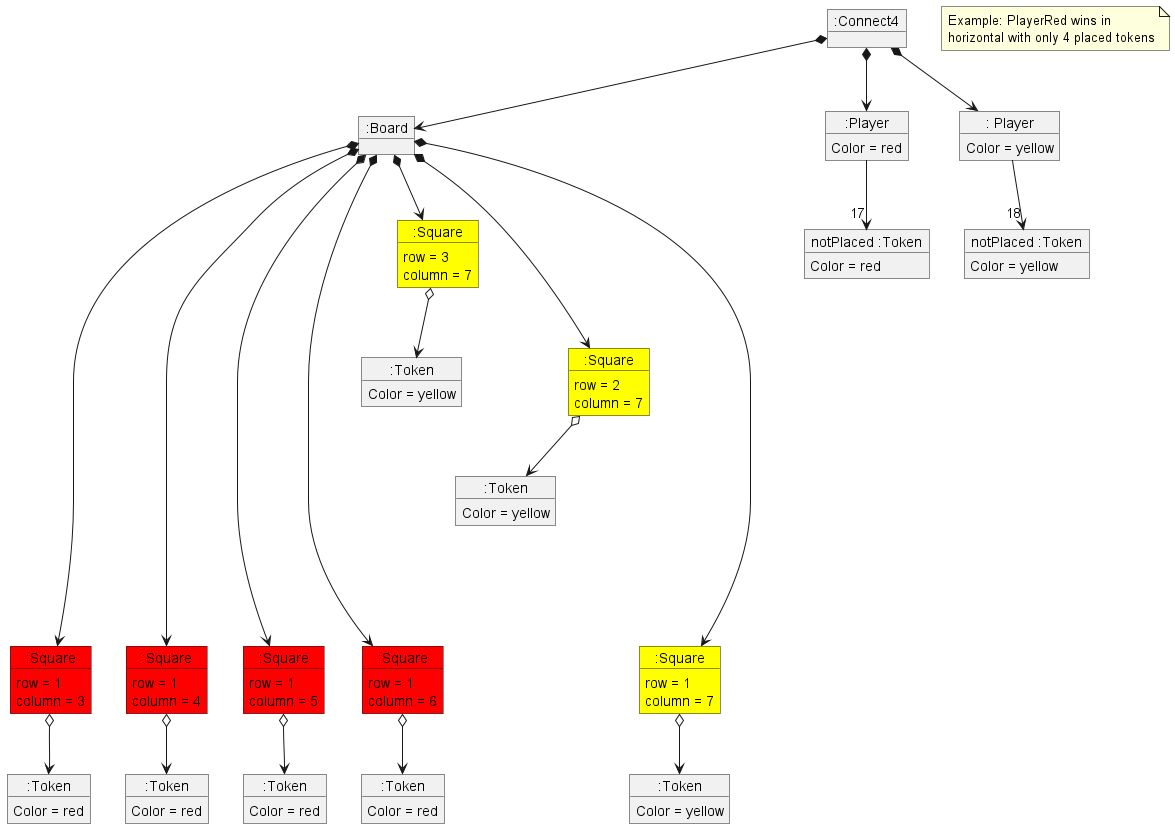 :Connect4
Example: PlayerRed wins in
horizontal with only 4 placed tokens
:Board
:Player
Color = red
: Player
Color = yellow
17
18
:Square
row = 3
column = 7
notPlaced :Token
Color = red
notPlaced :Token
Color = yellow
:Token
Color = yellow
:Square
row = 2
column = 7
:Token
Color = yellow
:Square
row = 1
column = 3
:Square
row = 1
column = 4
:Square
row = 1
column = 5
:Square
row = 1
column = 6
:Square
row = 1
column = 7
:Token
Color = red
:Token
Color = red
:Token
Color = red
:Token
Color = red
:Token
Color = yellow